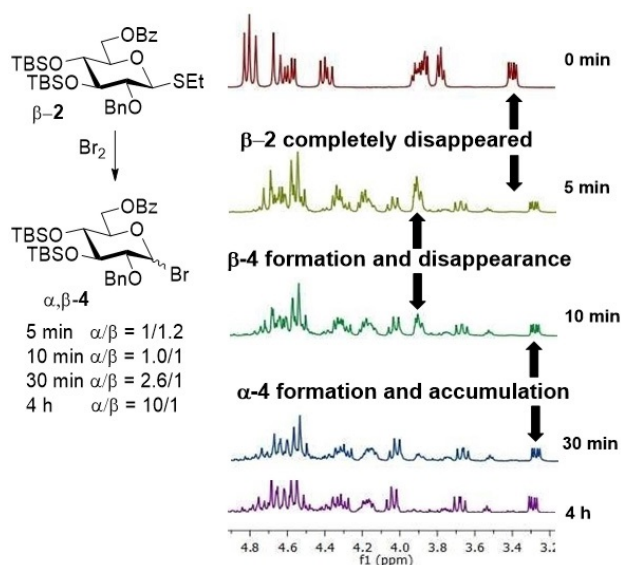 OBz
TBSO
O
TBSO
SEt
BnO
β–2
Br2
OBz
TBSO
O
TBSO
BnO
Br
α,β-4
5 min α/β = 1/1.2
10 min α/β = 1.0/1
30 min α/β = 2.6/1
4 h α/β = 10/1
0 min
β–2 completely disappeared
5 min
β-4 formation and disappearance
10 min
α-4 formation and accumulation
30 min
4 h
4.8 4.6 4.4 4.2 4.0 3.8 3.6 3.4 3.2
f1 (ppm)